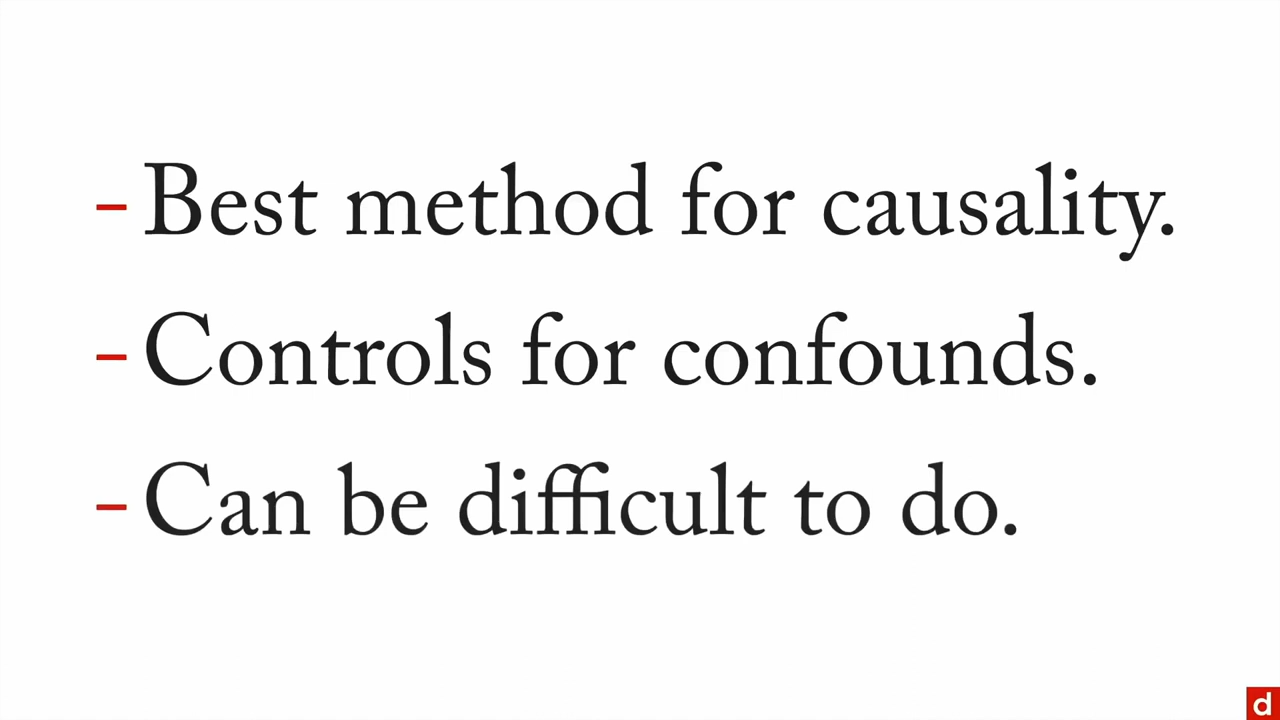 – Best method for causality.
– Controls for confounds.
– Can be difficult to do.
d